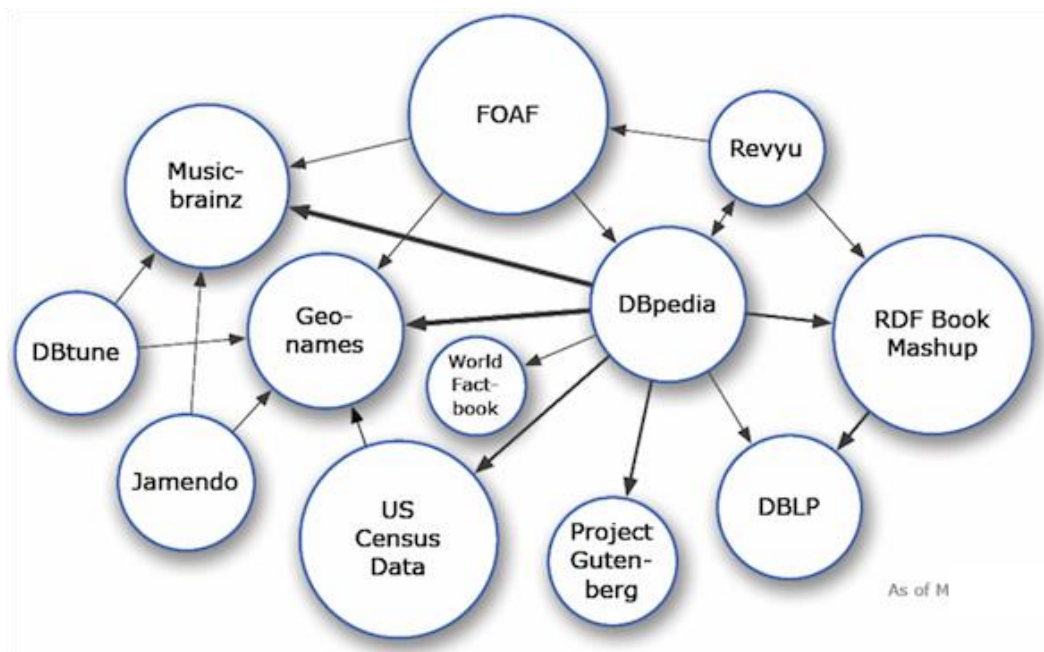 FOAF
Revyu
Music-
brainz
DBpedia
Geo-
names
RDF Book
Mashup
DBtune
World
Fact-
book
Jamendo
US
Census
Data
Project
Guten-
berg
DBLP
As of M